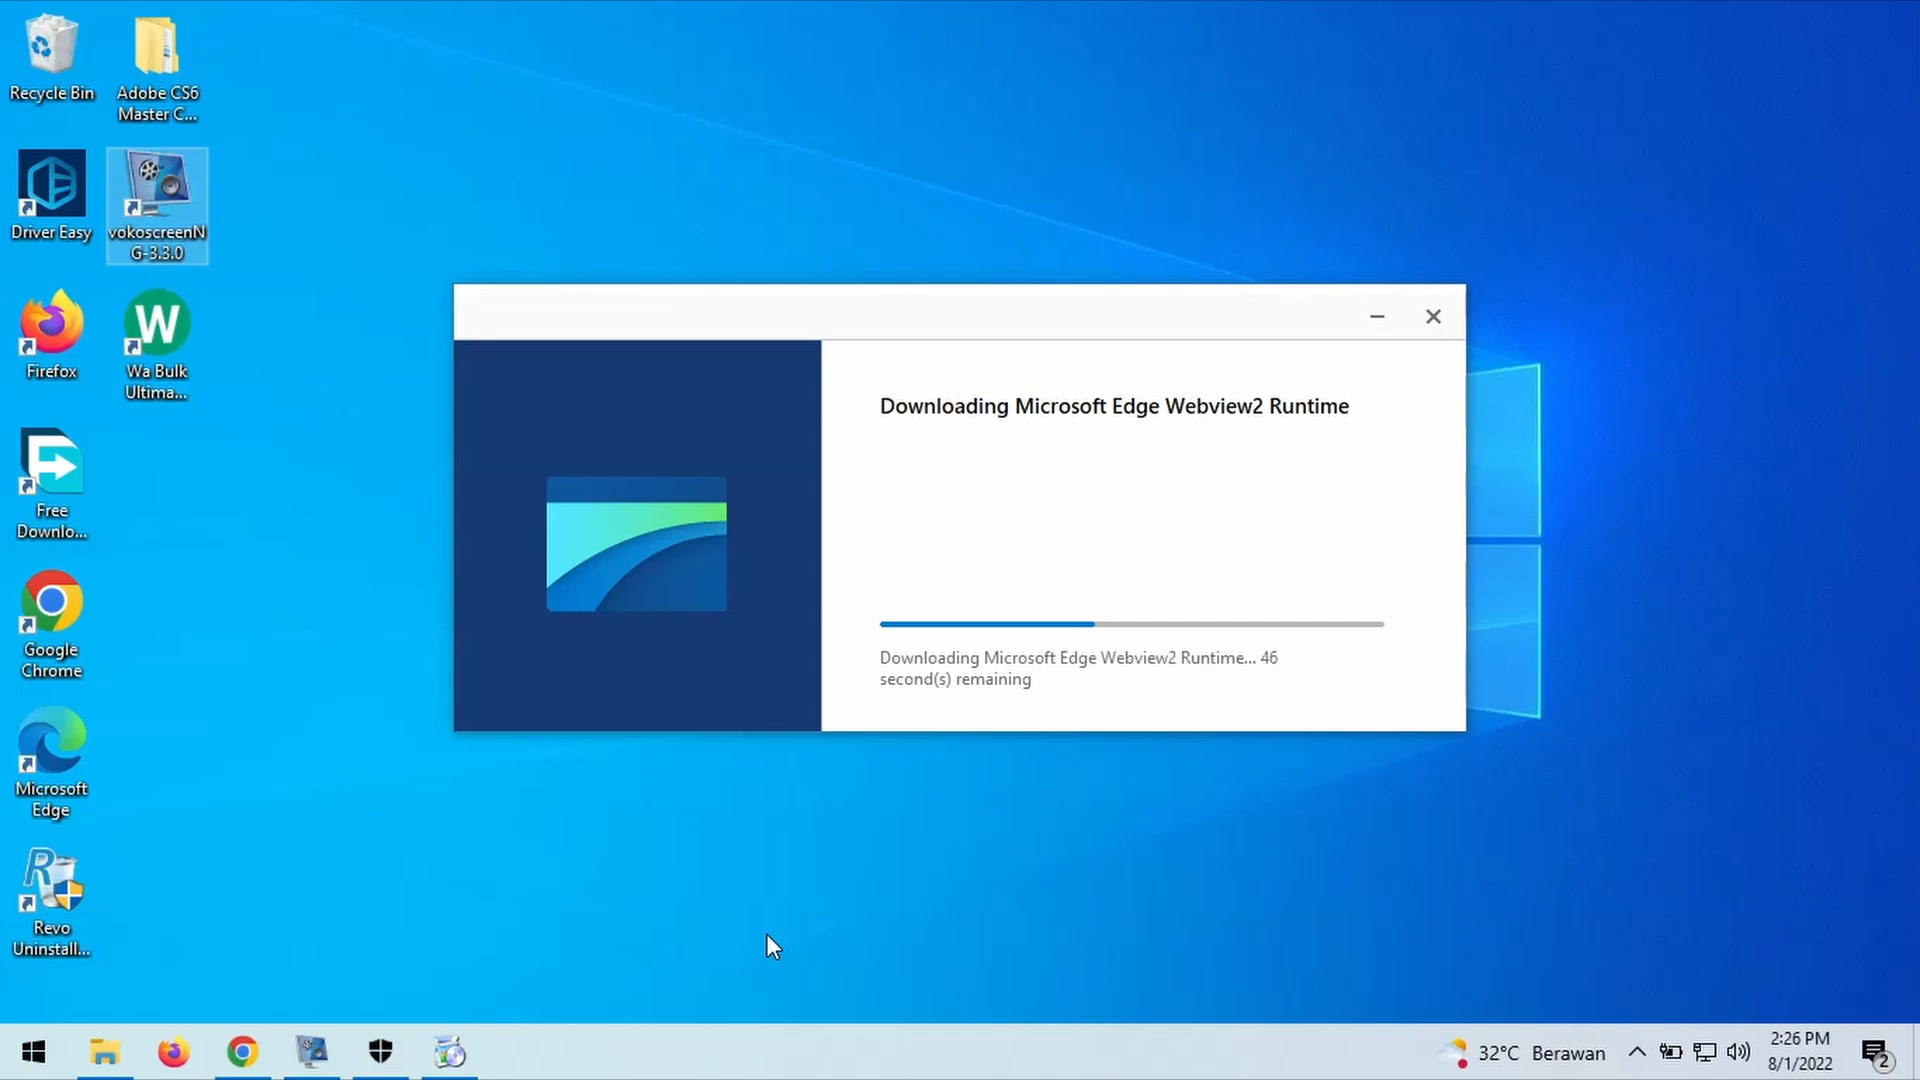 Recycle Bin
Adobe CS6
Master C...
Driver Easy
vokoscreenN
G-3.3.0
Firefox
W
Wa Bulk
Ultima...
Free
Downlo...
Google
Chrome
Microsoft
Edge
R
Revo
Uninstall...
Downloading Microsoft Edge Webview2 Runtime
Downloading Microsoft Edge Webview2 Runtime... 46
second(s) remaining
32°C Berawan
2:26 PM
8/1/2022
2